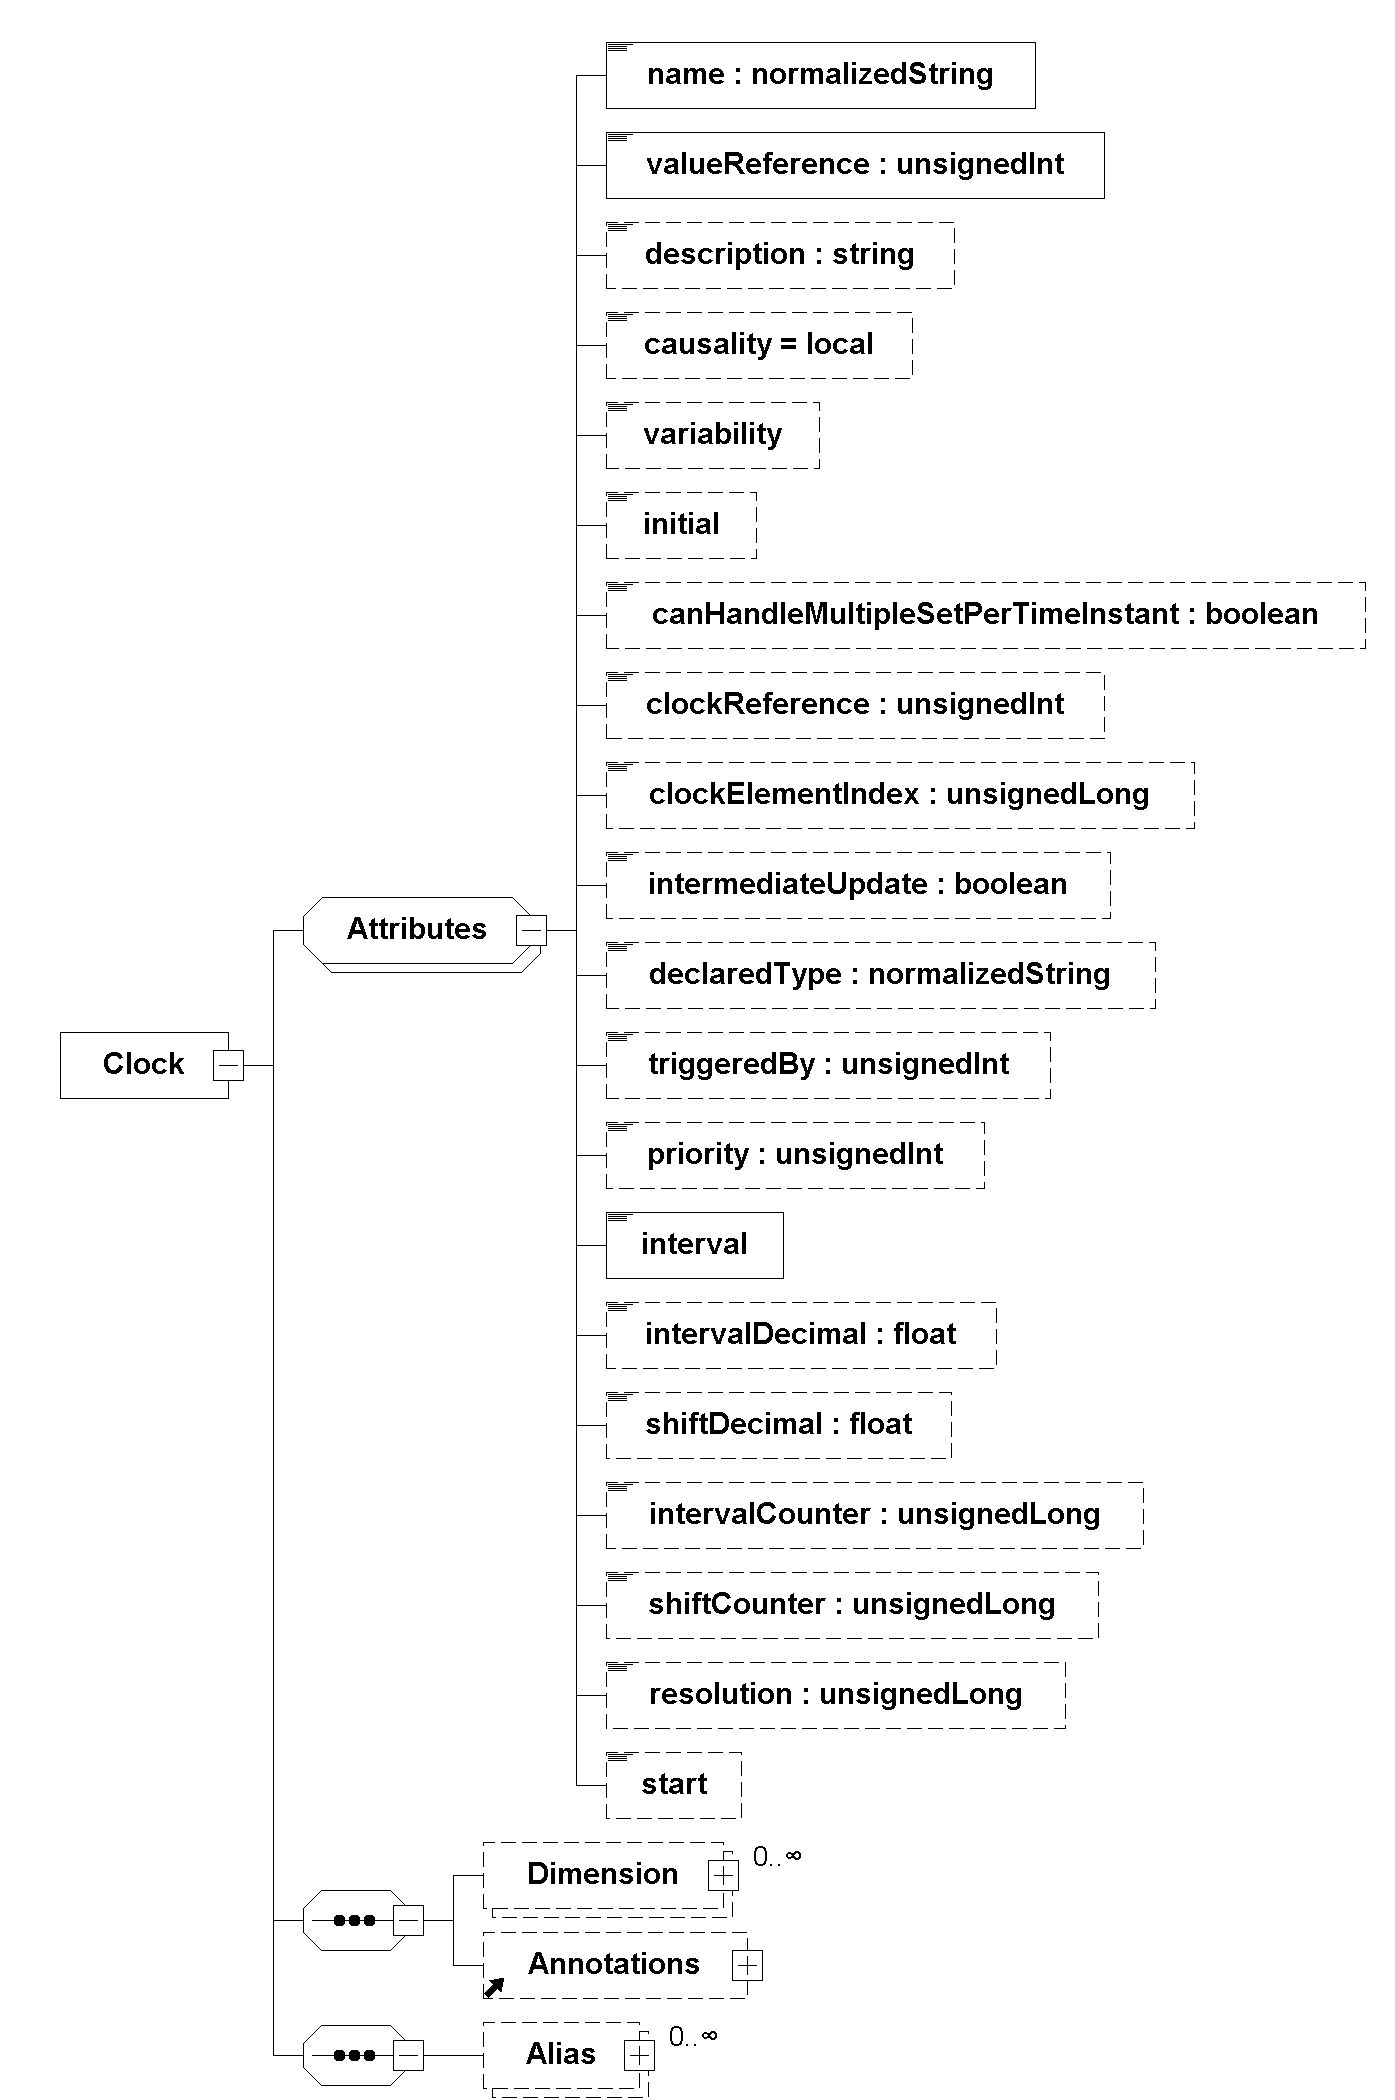 name : normalizedString
valueReference : unsignedInt
description : string
causality = local
variability
initial
canHandleMultipleSetPerTimeInstant : boolean
clockReference : unsignedInt
clockElementIndex : unsignedLong
intermediateUpdate : boolean
Attributes
declaredType : normalizedString
Clock
triggeredBy : unsignedInt
priority : unsignedInt
interval
intervalDecimal : float
shiftDecimal : float
intervalCounter : unsignedLong
shiftCounter : unsignedLong
resolution : unsignedLong
start
Dimension
0..∞
Annotations
Alias
0..∞